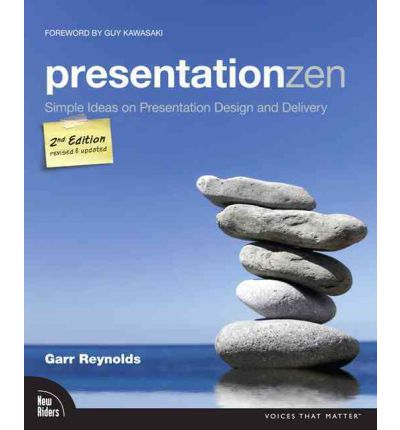 FOREWORD BY GUY KAWASAKI
presentationzen
Simple Ideas on Presentation Design and Delivery
2nd Edition
revised & updated
Garr Reynolds
New
Riders
VOICES THAT MATTER™